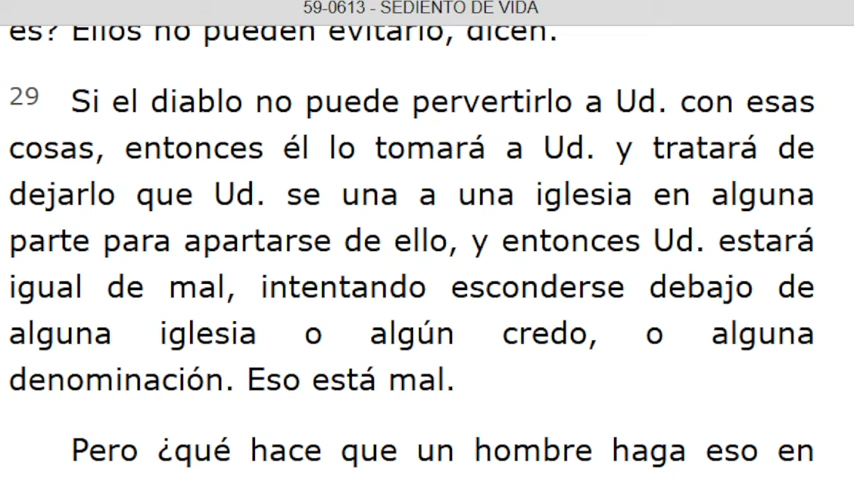 59-0613 - SEDIENTO DE VIDA
es? Ellos no pueden evitarlo, dicen.
29 Si el diablo no puede pervertirlo a Ud. con esas
cosas, entonces él lo tomará a Ud. y tratará de
dejarlo que Ud. se una a una iglesia en alguna
parte para apartarse de ello, y entonces Ud. estará
igual de mal, intentando esconderse debajo de
alguna iglesia o algún credo, o alguna
denominación. Eso está mal.
Pero ¿qué hace que un hombre haga eso en